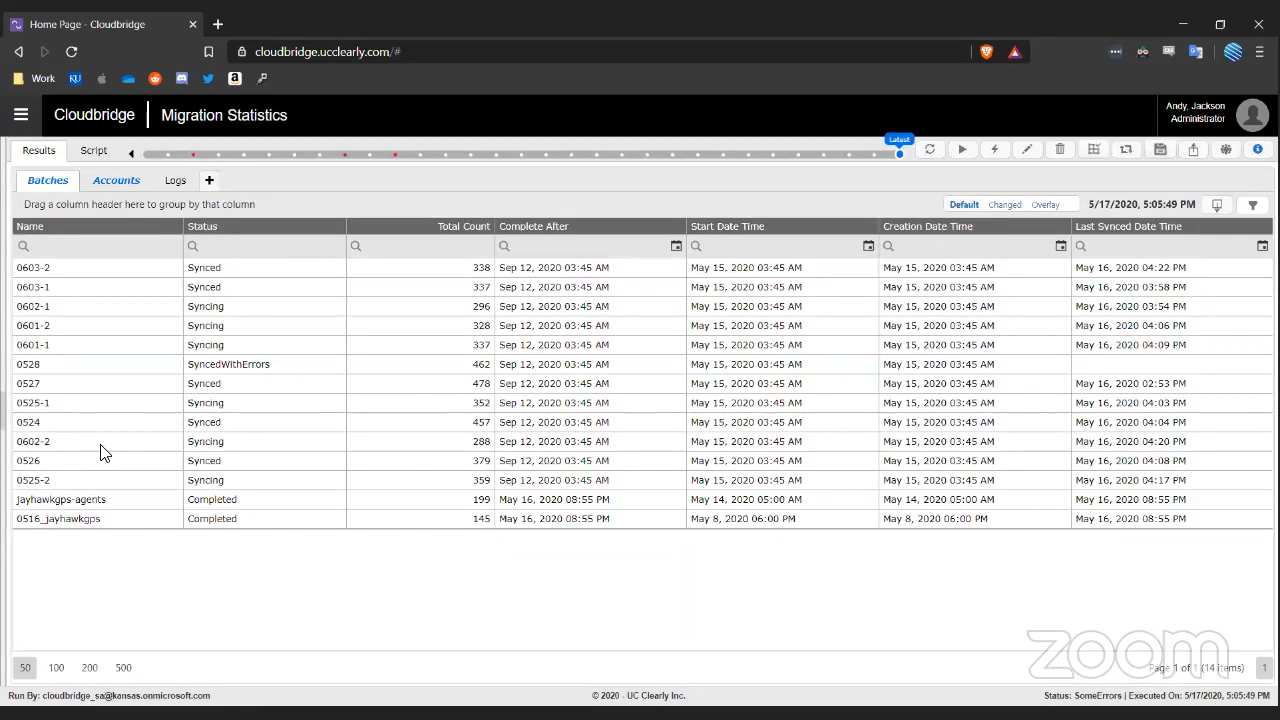 Home Page - Cloudbridge
cloudbridge.ucclearly.com/#
Work KU
Cloudbridge Migration Statistics
Andy, Jackson
Administrator
Results Script Latest
Batches Accounts Logs +
Drag a column header here to group by that column Default Changed Overlay 5/17/2020, 5:05:49 PM
Name Status Total Count Complete After Start Date Time Creation Date Time Last Synced Date Time
0603-2 Synced 338 Sep 12, 2020 03:45 AM May 15, 2020 03:45 AM May 15, 2020 03:45 AM May 16, 2020 04:22 PM
0603-1 Synced 337 Sep 12, 2020 03:45 AM May 15, 2020 03:45 AM May 15, 2020 03:45 AM May 16, 2020 03:58 PM
0602-1 Syncing 296 Sep 12, 2020 03:45 AM May 15, 2020 03:45 AM May 15, 2020 03:45 AM May 16, 2020 03:54 PM
0601-2 Syncing 328 Sep 12, 2020 03:45 AM May 15, 2020 03:45 AM May 15, 2020 03:45 AM May 16, 2020 04:06 PM
0601-1 Syncing 337 Sep 12, 2020 03:45 AM May 15, 2020 03:45 AM May 15, 2020 03:45 AM May 16, 2020 04:09 PM
0528 SyncedWithErrors 462 Sep 12, 2020 03:45 AM May 15, 2020 03:45 AM May 15, 2020 03:45 AM
0527 Synced 478 Sep 12, 2020 03:45 AM May 15, 2020 03:45 AM May 15, 2020 03:45 AM May 16, 2020 02:53 PM
0525-1 Syncing 352 Sep 12, 2020 03:45 AM May 15, 2020 03:45 AM May 15, 2020 03:45 AM May 16, 2020 04:03 PM
0524 Synced 457 Sep 12, 2020 03:45 AM May 15, 2020 03:45 AM May 15, 2020 03:45 AM May 16, 2020 04:04 PM
0602-2 Syncing 288 Sep 12, 2020 03:45 AM May 15, 2020 03:45 AM May 15, 2020 03:45 AM May 16, 2020 04:20 PM
0526 Synced 379 Sep 12, 2020 03:45 AM May 15, 2020 03:45 AM May 15, 2020 03:45 AM May 16, 2020 04:08 PM
0525-2 Syncing 359 Sep 12, 2020 03:45 AM May 15, 2020 03:45 AM May 15, 2020 03:45 AM May 16, 2020 04:17 PM
jayhawkgps-agents Completed 199 May 16, 2020 08:55 PM May 14, 2020 05:00 AM May 14, 2020 05:00 AM May 16, 2020 08:55 PM
0516_jayhawkgps Completed 145 May 16, 2020 08:55 PM May 8, 2020 06:00 PM May 8, 2020 06:00 PM May 16, 2020 08:55 PM
zoom
50 100 200 500 Page 1 of 1 (14 items) 1
Run By: cloudbridge_sa@kansas.onmicrosoft.com © 2020 - UC Clearly Inc. Status: SomeErrors | Executed On: 5/17/2020, 5:05:49 PM